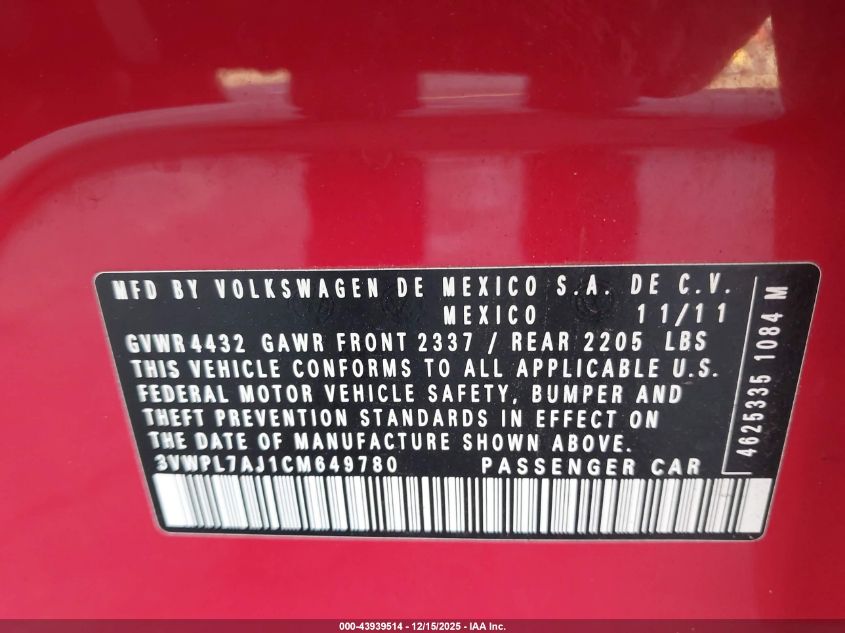 MFD BY VOLKSWAGEN DE MEXICO S.A. DE C.V.
MEXICO 11/11
GVWR 4432 GAWR FRONT 2337 / REAR 2205 LBS
THIS VEHICLE CONFORMS TO ALL APPLICABLE U.S.
FEDERAL MOTOR VEHICLE SAFETY, BUMPER AND
THEFT PREVENTION STANDARDS IN EFFECT ON
THE DATE OF MANUFACTURE SHOWN ABOVE.
3VWPL7AJ1CM649780 PASSENGER CAR
4625335 1084 M
000-43939514 - 12/15/2025 - IAA Inc.